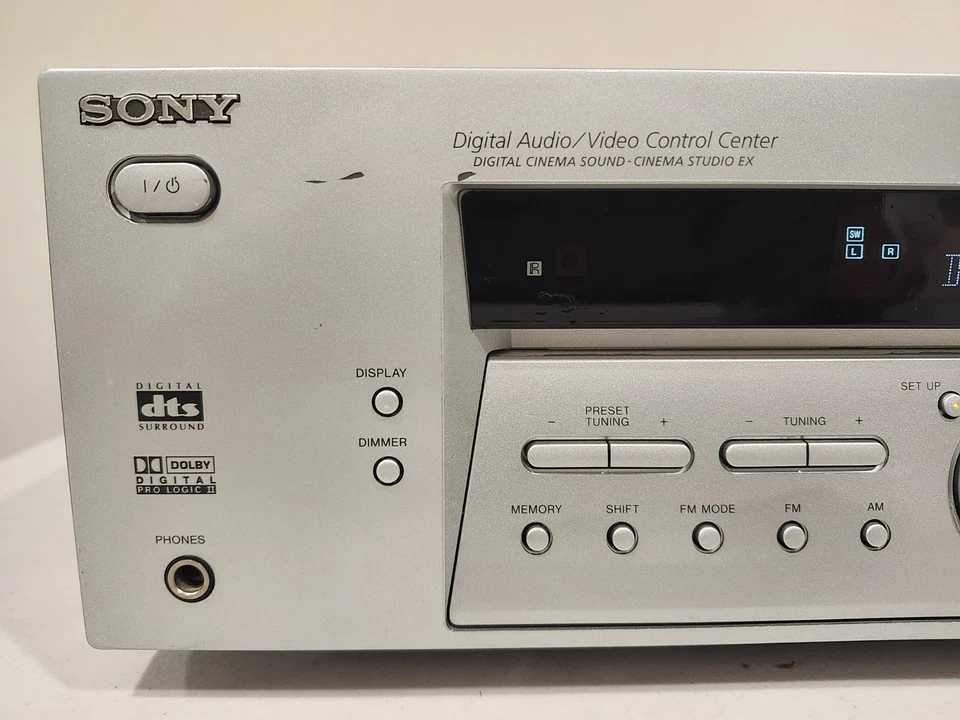 SONY
I / ⏻
Digital Audio/Video Control Center
DIGITAL CINEMA SOUND-CINEMA STUDIO EX
SW
L R
R
DISPLAY
DIGITAL
dts
SURROUND
DIMMER
DOLBY
DIGITAL
PRO LOGIC II
PHONES
SET UP
PRESET
− TUNING +
− TUNING +
MEMORY SHIFT FM MODE FM AM